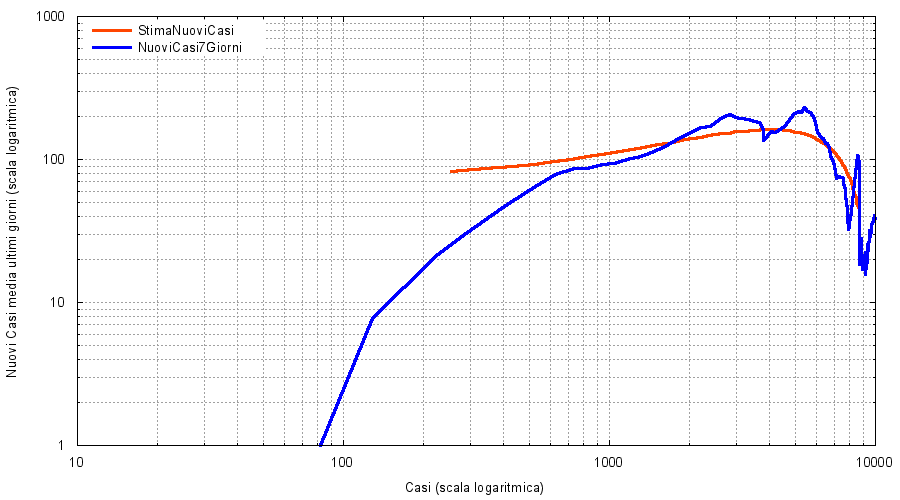 1000
StimaNuoviCasi
NuoviCasi7Giorni
100
10
1
10
100
1000
10000
Nuovi Casi media ultimi giorni (scala logaritmica)
Casi (scala logaritmica)